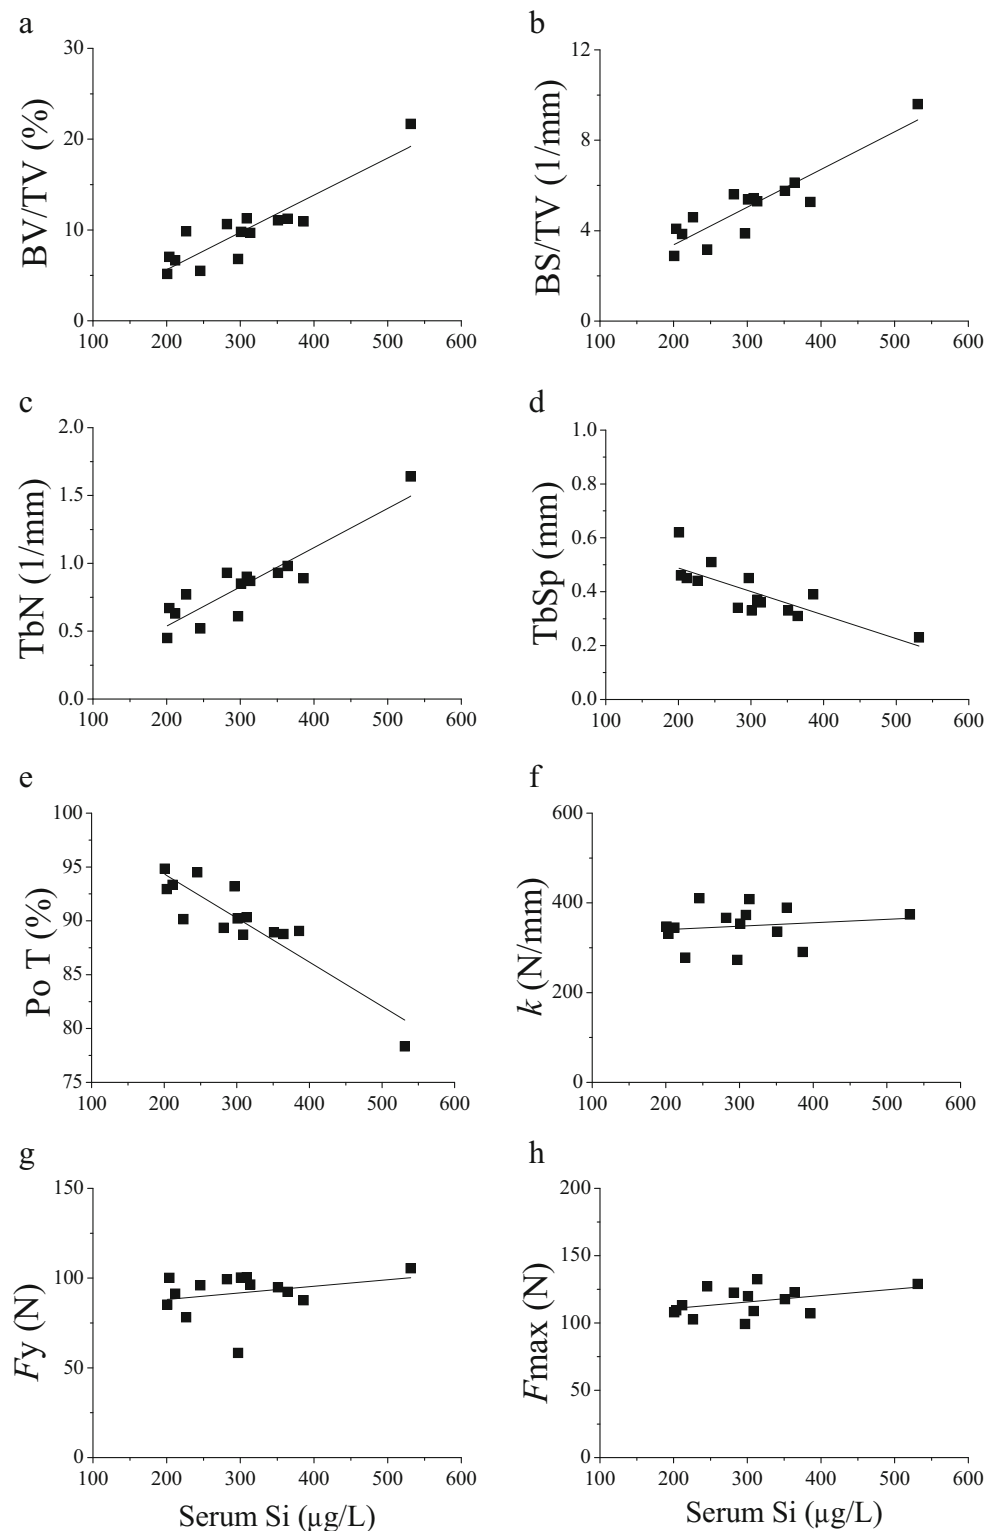 a
30
20
10
0
BV/TV (%)
100 200 300 400 500 600
b
12
8
4
0
BS/TV (1/mm)
100 200 300 400 500 600
c
2.0
1.5
1.0
0.5
0.0
TbN (1/mm)
100 200 300 400 500 600
d
1.0
0.8
0.6
0.4
0.2
0.0
TbSp (mm)
100 200 300 400 500 600
e
100
95
90
85
80
75
Po T (%)
100 200 300 400 500 600
f
600
400
200
0
k (N/mm)
100 200 300 400 500 600
g
150
100
50
0
Fy (N)
100 200 300 400 500 600
Serum Si (µg/L)
h
200
150
100
50
0
Fmax (N)
100 200 300 400 500 600
Serum Si (µg/L)